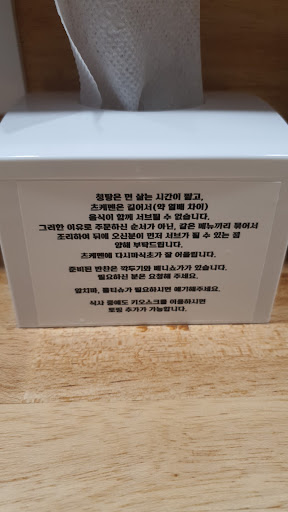 청탕은 면 삶는 시간이 짧고,
츠케멘은 길어서(약 열배 차이)
음식이 함께 서브될 수 없습니다.
그러한 이유로 주문하신 순서가 아닌, 같은 메뉴끼리 묶어서
조리하여 뒤에 오신분이 먼저 서브가 될 수 있는 점
양해 부탁드립니다.
츠케멘에 다시마식초가 잘 어울립니다.
준비된 반찬은 깍두기와 베니쇼가가 있습니다.
필요하신 분은 요청해 주세요.
앞치마, 물티슈가 필요하시면 얘기해주세요.
식사 중에도 키오스크를 이용하시면
토핑 추가가 가능합니다.